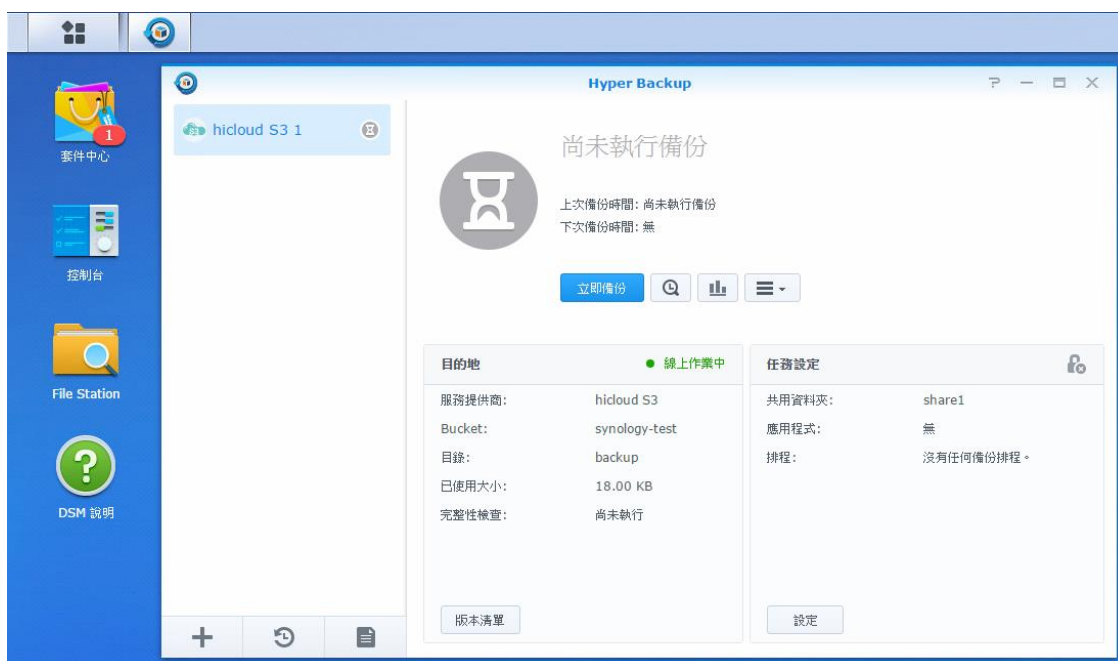 Hyper Backup
1
套件中心
控制台
File Station
DSM 說明
hicloud S3 1
尚未執行備份
上次備份時間: 尚未執行備份
下次備份時間: 無
立即備份
目的地
線上作業中
服務提供商: hicloud S3
Bucket: synology-test
目錄: backup
已使用大小: 18.00 KB
完整性檢查: 尚未執行
版本清單
任務設定
共用資料夾: share1
應用程式: 無
排程: 沒有任何備份排程。
設定